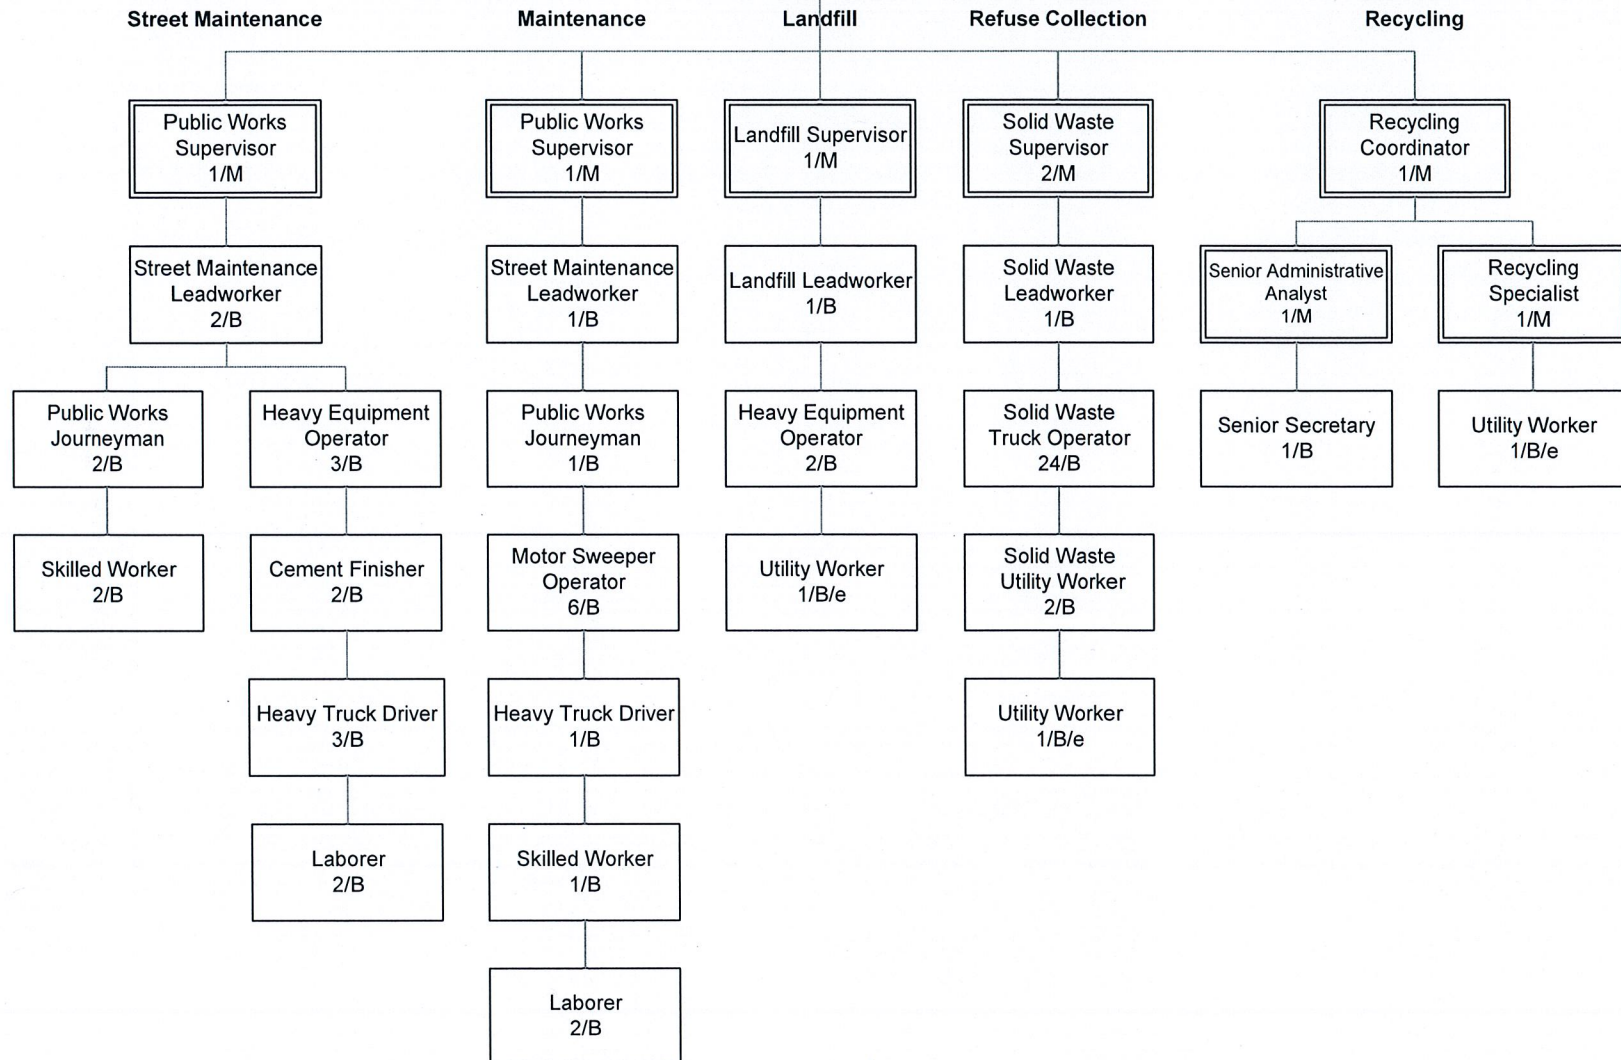 Street Maintenance
Maintenance
Landfill
Refuse Collection
Recycling
Public Works
Supervisor
1/M
Public Works
Supervisor
1/M
Landfill Supervisor
1/M
Solid Waste
Supervisor
2/M
Recycling
Coordinator
1/M
Street Maintenance
Leadworker
2/B
Street Maintenance
Leadworker
1/B
Landfill Leadworker
1/B
Solid Waste
Leadworker
1/B
Senior Administrative
Analyst
1/M
Recycling
Specialist
1/M
Public Works
Journeyman
2/B
Heavy Equipment
Operator
3/B
Public Works
Journeyman
1/B
Heavy Equipment
Operator
2/B
Solid Waste
Truck Operator
24/B
Senior Secretary
1/B
Utility Worker
1/B/e
Skilled Worker
2/B
Cement Finisher
2/B
Motor Sweeper
Operator
6/B
Utility Worker
1/B/e
Solid Waste
Utility Worker
2/B
Heavy Truck Driver
3/B
Heavy Truck Driver
1/B
Utility Worker
1/B/e
Laborer
2/B
Skilled Worker
1/B
Laborer
2/B